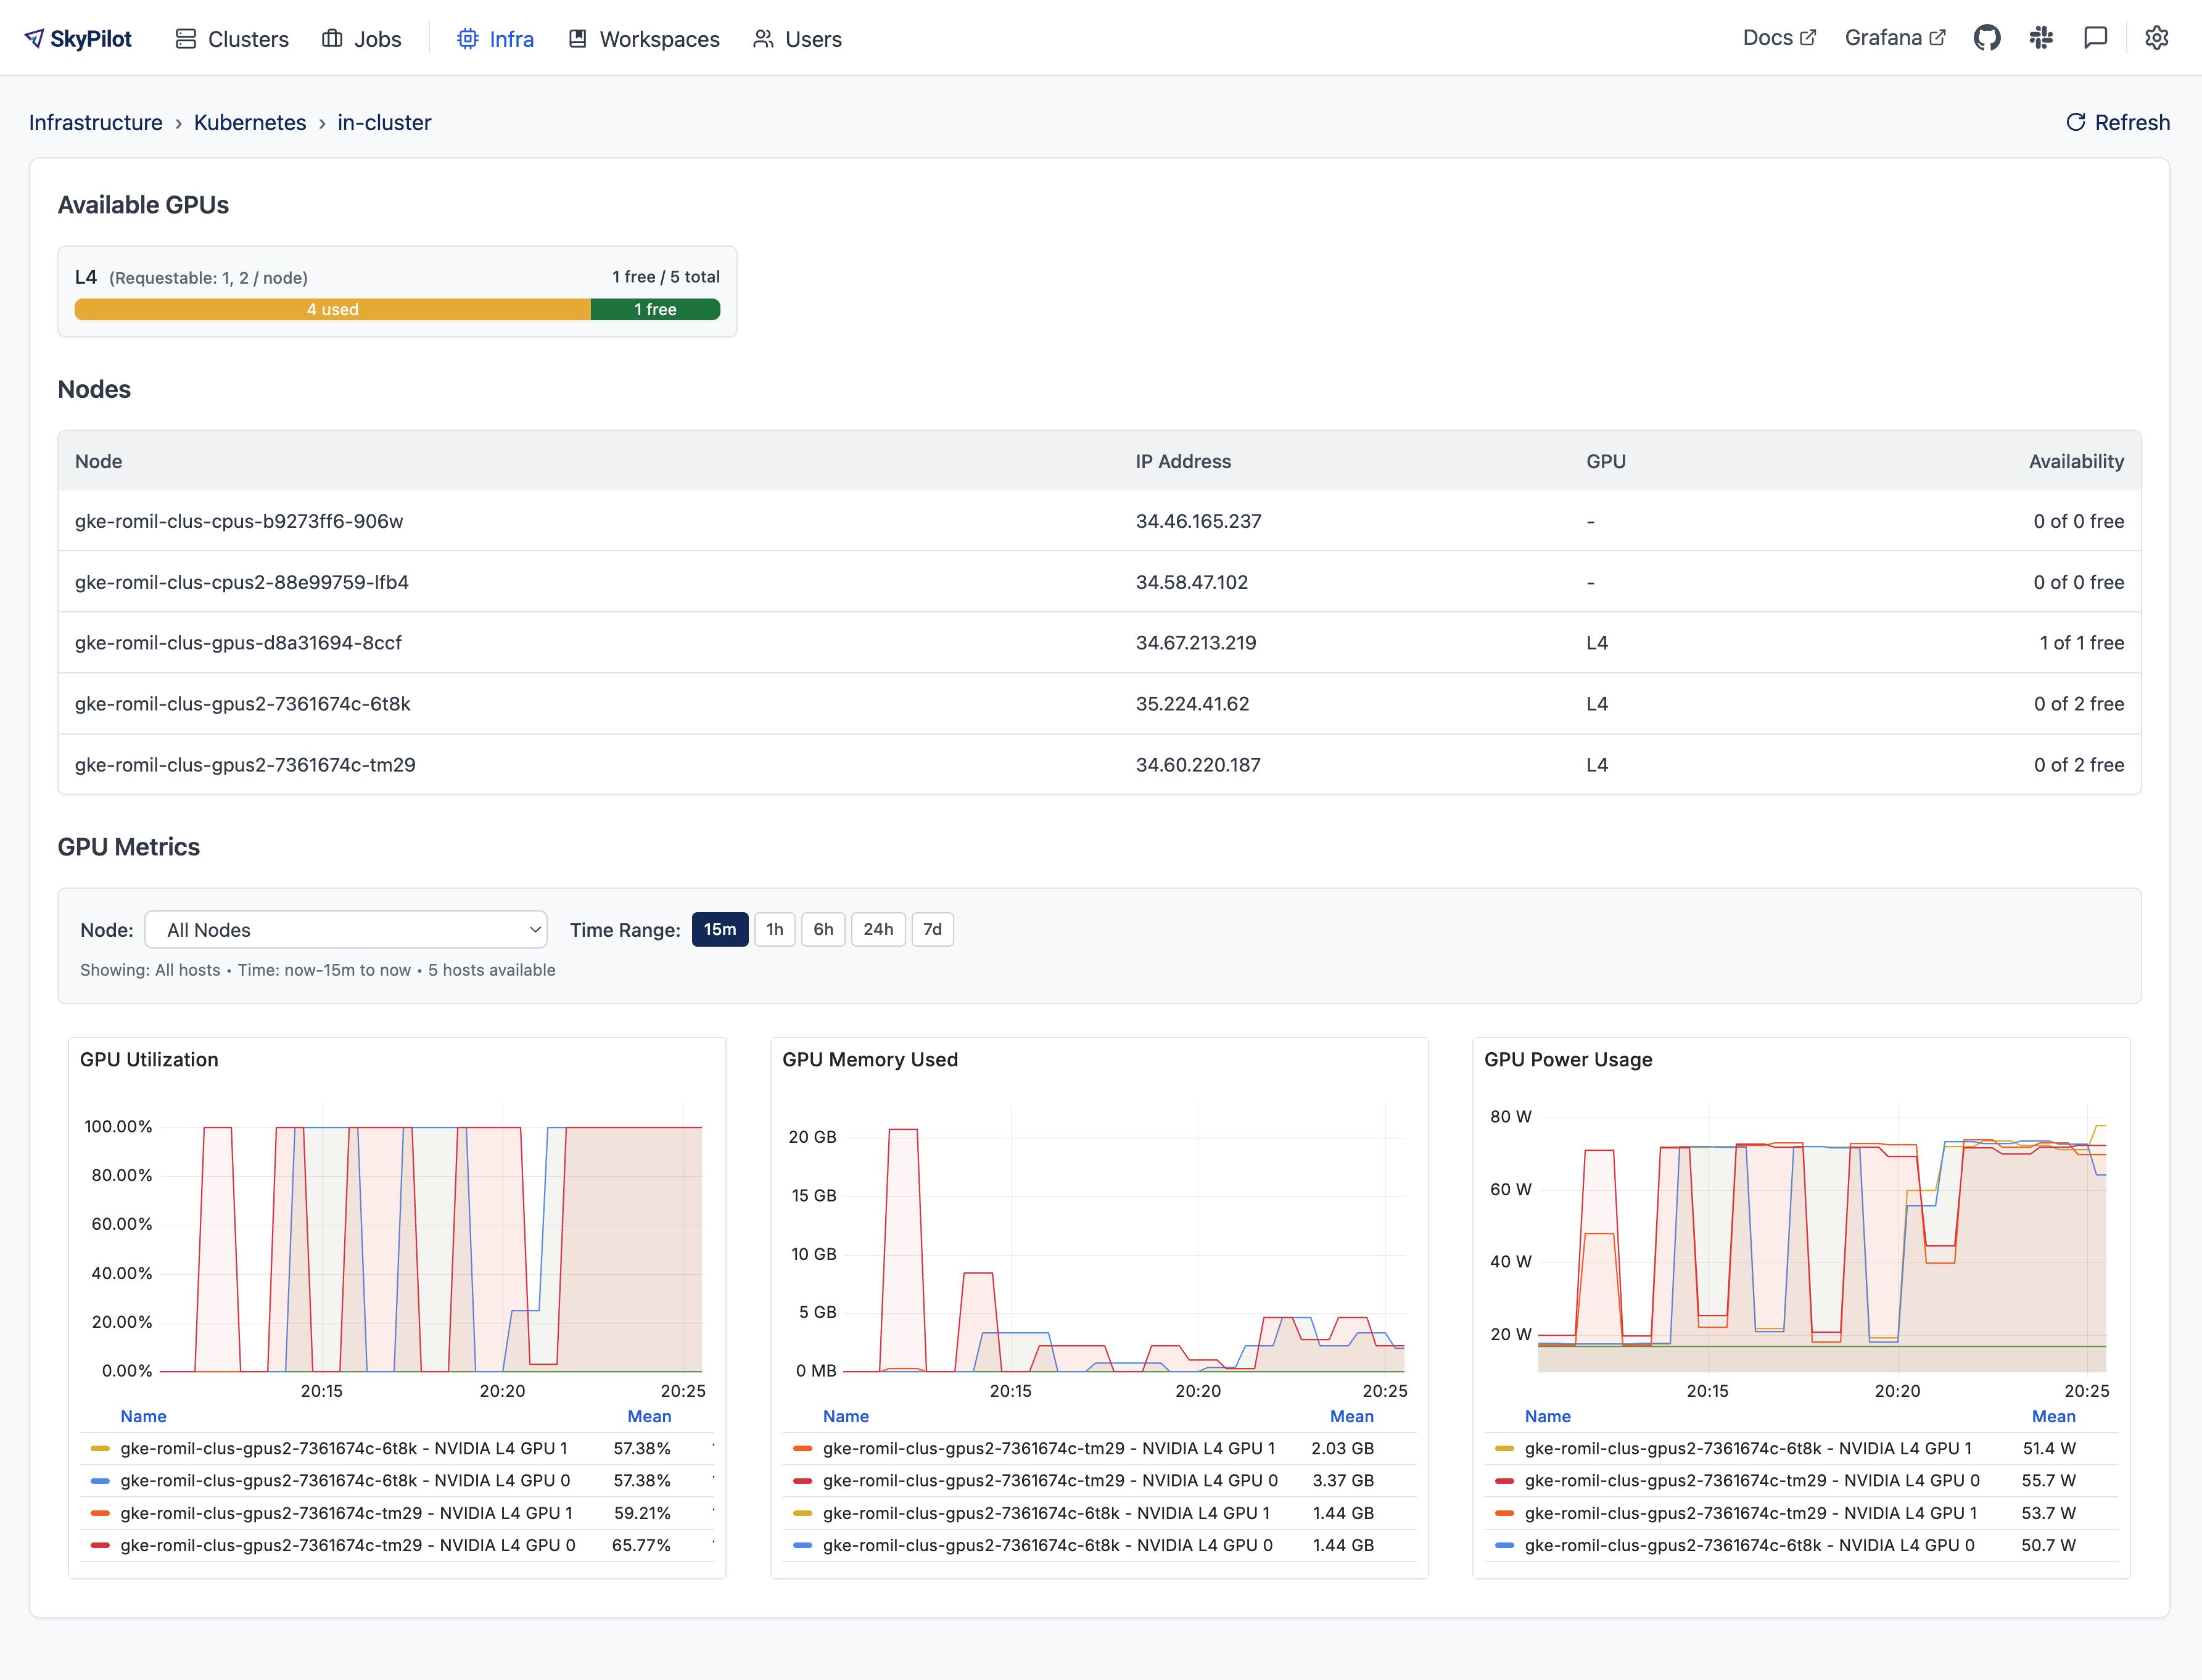 SkyPilot Clusters Jobs Infra Workspaces Users Docs Grafana
Infrastructure › Kubernetes › in-cluster Refresh
Available GPUs
L4 (Requestable: 1, 2 / node) 1 free / 5 total
4 used 1 free
Nodes
Node IP Address GPU Availability
gke-romil-clus-cpus-b9273ff6-906w 34.46.165.237 - 0 of 0 free
gke-romil-clus-cpus2-88e99759-lfb4 34.58.47.102 - 0 of 0 free
gke-romil-clus-gpus-d8a31694-8ccf 34.67.213.219 L4 1 of 1 free
gke-romil-clus-gpus2-7361674c-6t8k 35.224.41.62 L4 0 of 2 free
gke-romil-clus-gpus2-7361674c-tm29 34.60.220.187 L4 0 of 2 free
GPU Metrics
Node: All Nodes Time Range: 15m 1h 6h 24h 7d
Showing: All hosts • Time: now-15m to now • 5 hosts available
GPU Utilization
100.00%
80.00%
60.00%
40.00%
20.00%
0.00%
20:15 20:20 20:25
Name Mean
gke-romil-clus-gpus2-7361674c-6t8k - NVIDIA L4 GPU 1 57.38%
gke-romil-clus-gpus2-7361674c-6t8k - NVIDIA L4 GPU 0 57.38%
gke-romil-clus-gpus2-7361674c-tm29 - NVIDIA L4 GPU 1 59.21%
gke-romil-clus-gpus2-7361674c-tm29 - NVIDIA L4 GPU 0 65.77%
GPU Memory Used
20 GB
15 GB
10 GB
5 GB
0 MB
20:15 20:20 20:25
Name Mean
gke-romil-clus-gpus2-7361674c-tm29 - NVIDIA L4 GPU 1 2.03 GB
gke-romil-clus-gpus2-7361674c-tm29 - NVIDIA L4 GPU 0 3.37 GB
gke-romil-clus-gpus2-7361674c-6t8k - NVIDIA L4 GPU 1 1.44 GB
gke-romil-clus-gpus2-7361674c-6t8k - NVIDIA L4 GPU 0 1.44 GB
GPU Power Usage
80 W
60 W
40 W
20 W
20:15 20:20 20:25
Name Mean
gke-romil-clus-gpus2-7361674c-6t8k - NVIDIA L4 GPU 1 51.4 W
gke-romil-clus-gpus2-7361674c-tm29 - NVIDIA L4 GPU 0 55.7 W
gke-romil-clus-gpus2-7361674c-tm29 - NVIDIA L4 GPU 1 53.7 W
gke-romil-clus-gpus2-7361674c-6t8k - NVIDIA L4 GPU 0 50.7 W